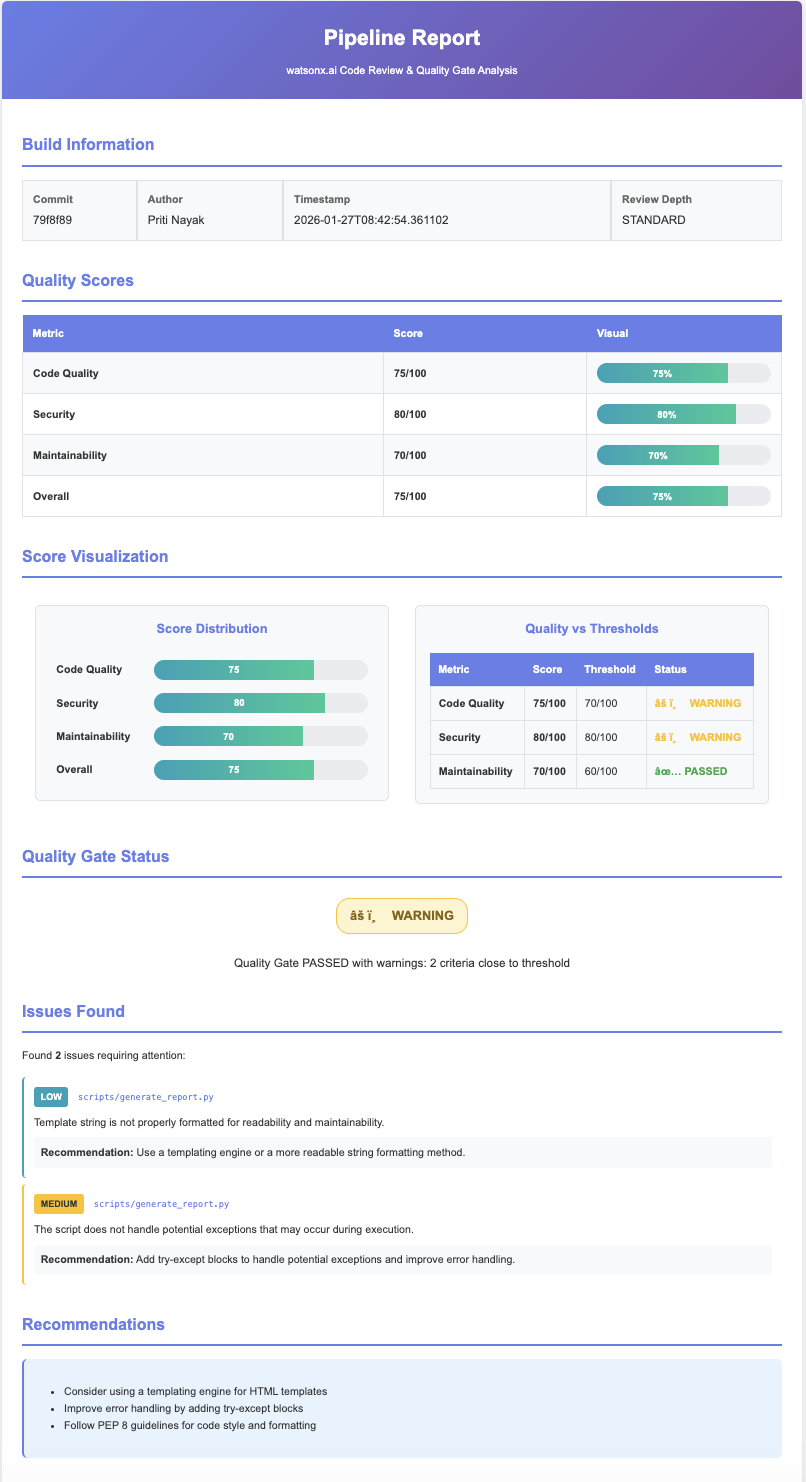 Pipeline Report
watsonx.ai Code Review & Quality Gate Analysis
Build Information
Commit Author Timestamp Review Depth
79f8f89 Priti Nayak 2026-01-27T08:42:54.361102 STANDARD
Quality Scores
Metric Score Visual
Code Quality 75/100 75%
Security 80/100 80%
Maintainability 70/100 70%
Overall 75/100 75%
Score Visualization
Score Distribution
Code Quality 75
Security 80
Maintainability 70
Overall 75
Quality vs Thresholds
Metric Score Threshold Status
Code Quality 75/100 70/100 âš ï¸ WARNING
Security 80/100 80/100 âš ï¸ WARNING
Maintainability 70/100 60/100 âœ… PASSED
Quality Gate Status
âš ï¸ WARNING
Quality Gate PASSED with warnings: 2 criteria close to threshold
Issues Found
Found 2 issues requiring attention:
LOW scripts/generate_report.py
Template string is not properly formatted for readability and maintainability.
Recommendation: Use a templating engine or a more readable string formatting method.
MEDIUM scripts/generate_report.py
The script does not handle potential exceptions that may occur during execution.
Recommendation: Add try-except blocks to handle potential exceptions and improve error handling.
Recommendations
• Consider using a templating engine for HTML templates
• Improve error handling by adding try-except blocks
• Follow PEP 8 guidelines for code style and formatting